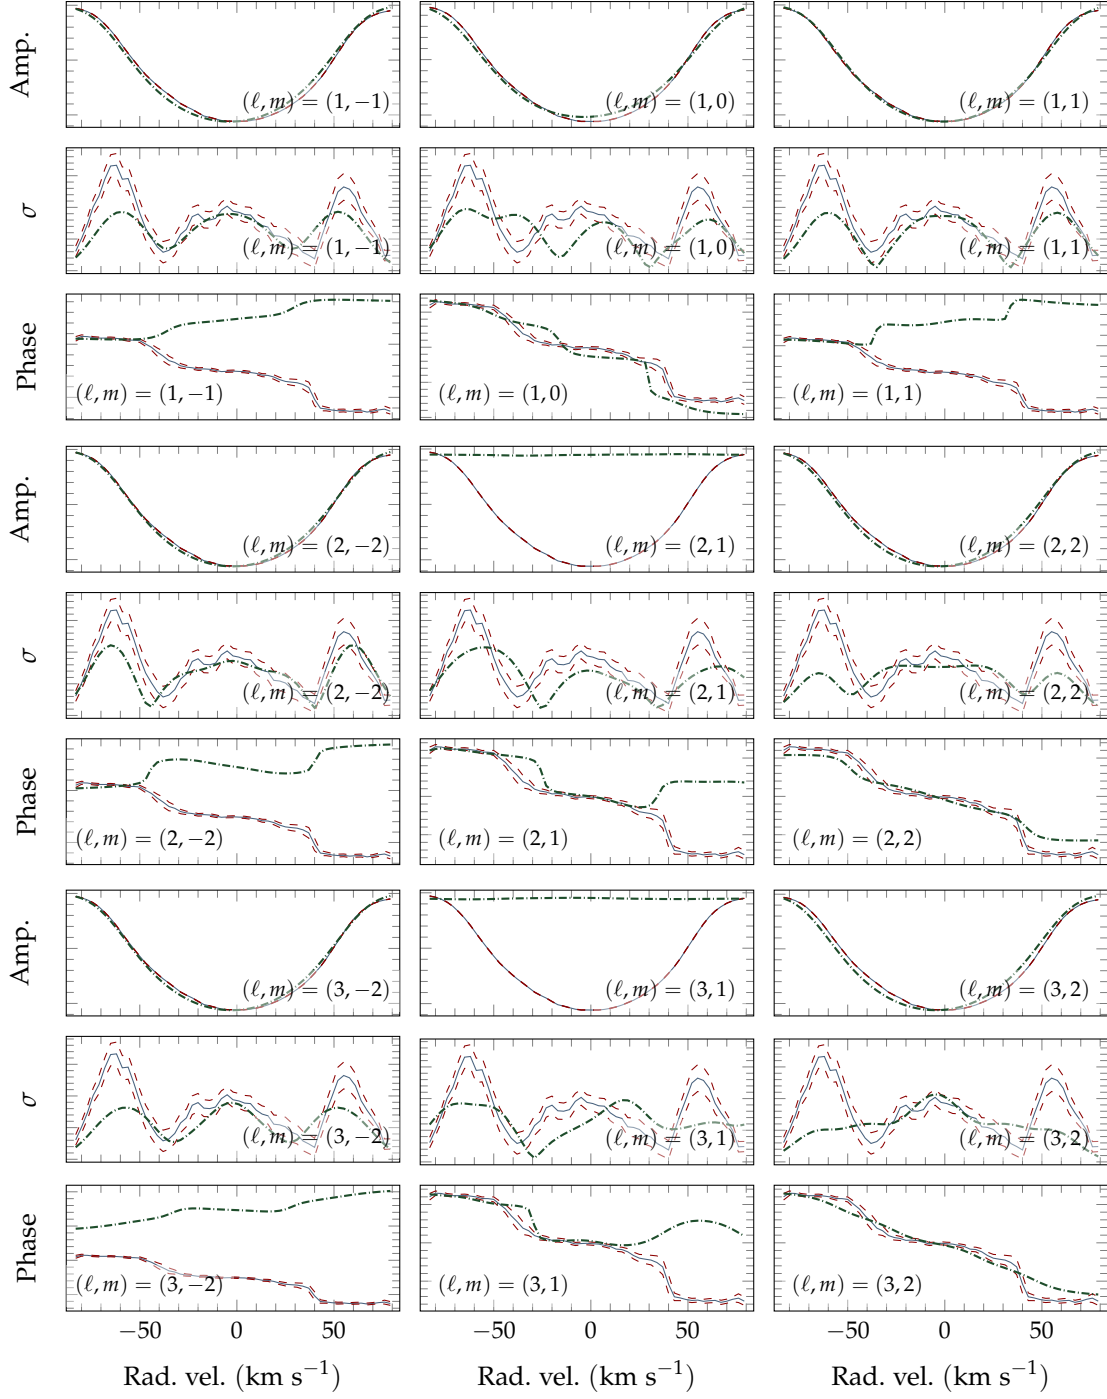 Amp.
(ℓ, m) = (1, −1)
(ℓ, m) = (1, 0)
(ℓ, m) = (1, 1)
σ
(ℓ, m) = (1, −1)
(ℓ, m) = (1, 0)
(ℓ, m) = (1, 1)
Phase
(ℓ, m) = (1, −1)
(ℓ, m) = (1, 0)
(ℓ, m) = (1, 1)
Amp.
(ℓ, m) = (2, −2)
(ℓ, m) = (2, 1)
(ℓ, m) = (2, 2)
σ
(ℓ, m) = (2, −2)
(ℓ, m) = (2, 1)
(ℓ, m) = (2, 2)
Phase
(ℓ, m) = (2, −2)
(ℓ, m) = (2, 1)
(ℓ, m) = (2, 2)
Amp.
(ℓ, m) = (3, −2)
(ℓ, m) = (3, 1)
(ℓ, m) = (3, 2)
σ
(ℓ, m) = (3, −2)
(ℓ, m) = (3, 1)
(ℓ, m) = (3, 2)
Phase
(ℓ, m) = (3, −2)
(ℓ, m) = (3, 1)
(ℓ, m) = (3, 2)
−50 0 50
−50 0 50
−50 0 50
Rad. vel. (km s⁻¹)
Rad. vel. (km s⁻¹)
Rad. vel. (km s⁻¹)